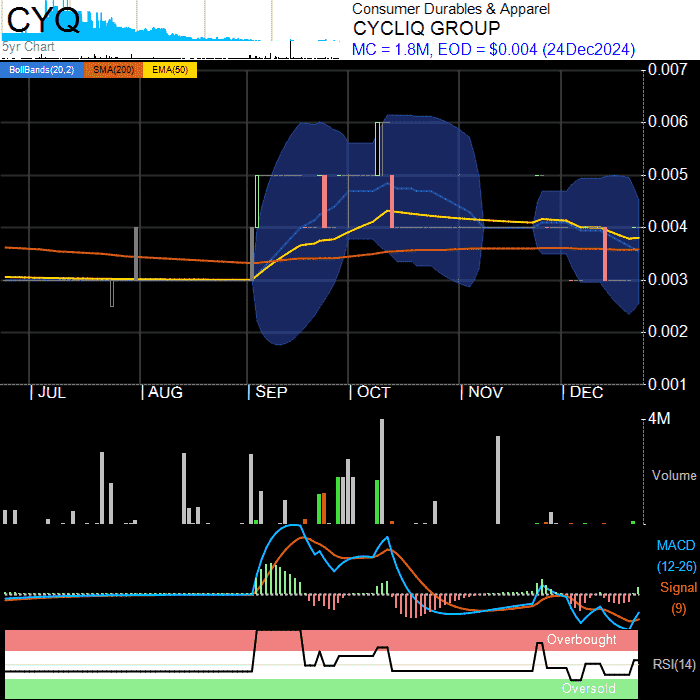 CYQ
5yr Chart
Consumer Durables & Apparel
CYCLIQ GROUP
MC = 1.8M, EOD = $0.004 (24Dec2024)
BollBands(20,2) SMA(200) EMA(50)
0.007
0.006
0.005
0.004
0.003
0.002
0.001
JUL AUG SEP OCT NOV DEC
4M
Volume
MACD
(12-26)
Signal
(9)
Overbought
RSI(14)
Oversold